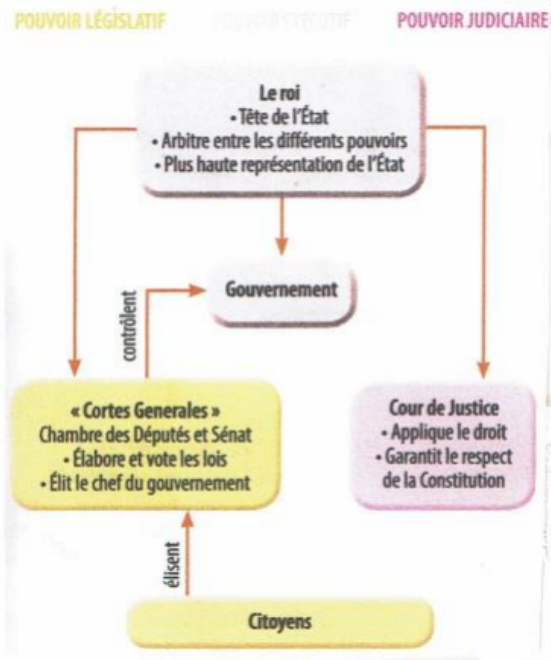 POUVOIR LÉGISLATIF
POUVOIR EXÉCUTIF
POUVOIR JUDICIAIRE
Le roi
• Tête de l'État
• Arbitre entre les différents pouvoirs
• Plus haute représentation de l'État
Gouvernement
contrôlent
« Cortes Generales »
Chambre des Députés et Sénat
• Élabore et vote les lois
• Élit le chef du gouvernement
Cour de Justice
• Applique le droit
• Garantit le respect
de la Constitution
élisent
Citoyens